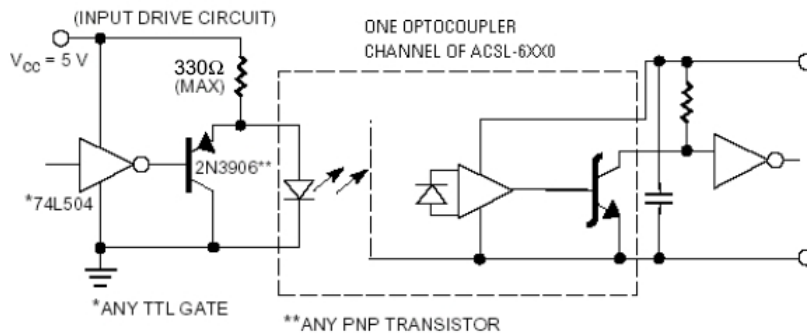 (INPUT DRIVE CIRCUIT)
ONE OPTOCOUPLER
CHANNEL OF ACSL-6XX0
VCC = 5 V
330Ω
(MAX)
2N3906**
*74L504
*ANY TTL GATE
**ANY PNP TRANSISTOR